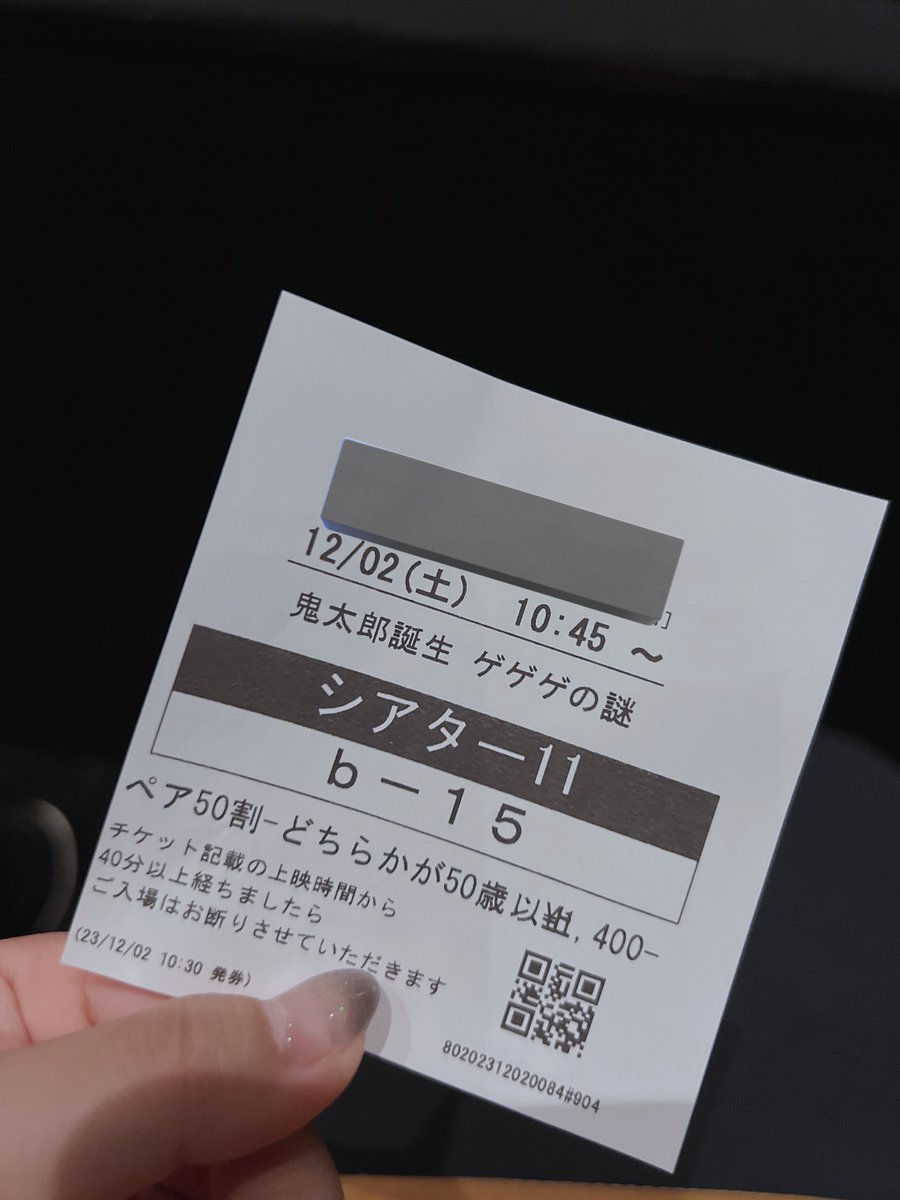 12/02(土) 10:45 ~
鬼太郎誕生 ゲゲゲの謎
シアター11
b－15
ペア50割-どちらかが50歳以 ,400-
チケット記載の上映時間から
40分以上経ちましたら
ご入場はお断りさせていただきます
(23/12/02 10:30 発券)
80202312020084#904